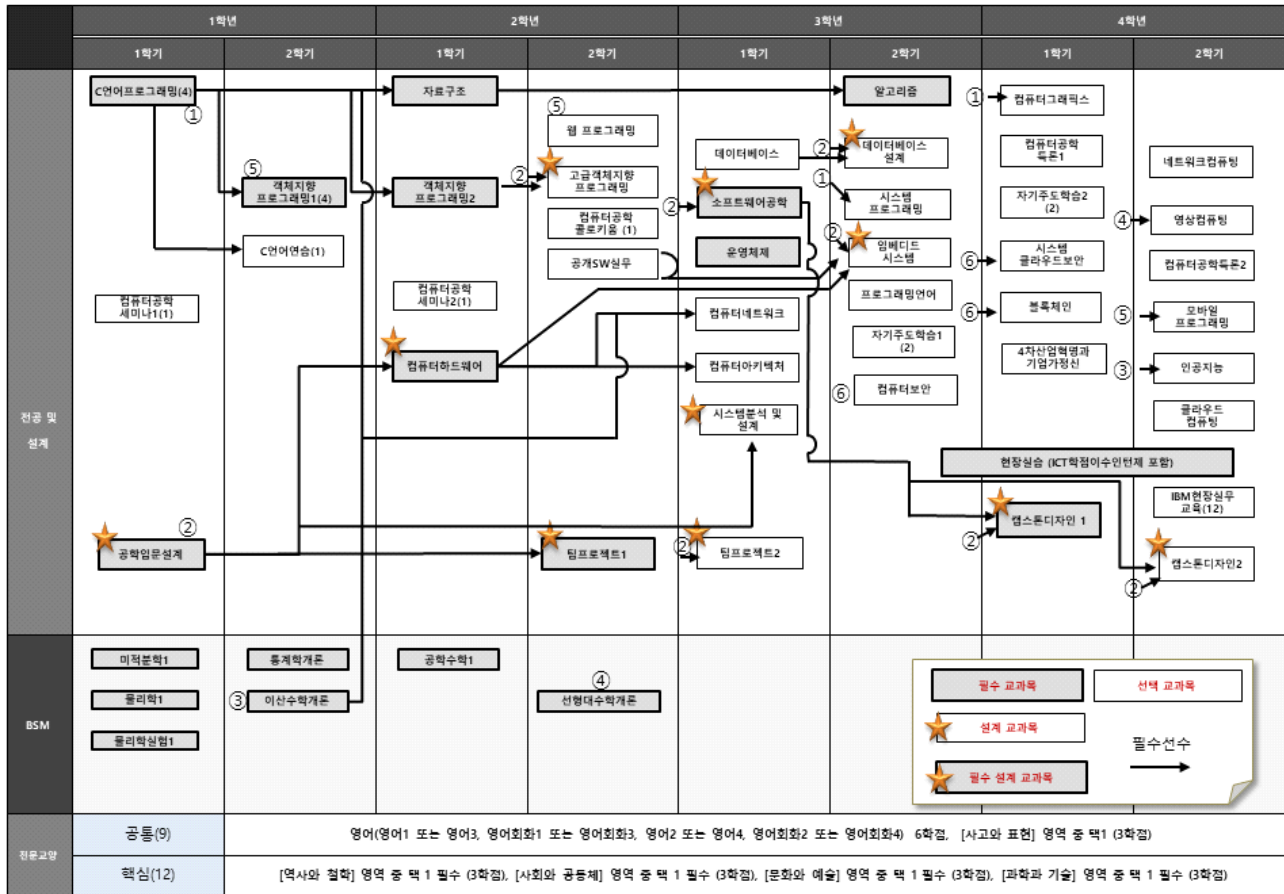 1학년 2학년 3학년 4학년
1학기 2학기 1학기 2학기 1학기 2학기 1학기 2학기
전공 및
설계
C언어프로그래밍(4)
①
⑤
객체지향
프로그래밍1(4)
C언어연습(1)
컴퓨터공학
세미나1(1)
②
공학입문설계
자료구조
객체지향
프로그래밍2
컴퓨터공학
세미나2(1)
컴퓨터하드웨어
⑤
웹 프로그래밍
②
고급객체지향
프로그래밍
컴퓨터공학
콜로키움 (1)
공개SW실무
팀프로젝트1
데이터베이스
②
소프트웨어공학
운영체제
컴퓨터네트워크
컴퓨터아키텍처
시스템분석 및
설계
②
팀프로젝트2
알고리즘
②
데이터베이스
설계
①
시스템
프로그래밍
②
임베디드
시스템
프로그래밍언어
자기주도학습1
(2)
⑥
컴퓨터보안
①
컴퓨터그래픽스
컴퓨터공학
특론1
자기주도학습2
(2)
⑥
시스템
클라우드보안
⑥
블록체인
4차산업혁명과
기업가정신
현장실습 (ICT학점이수인턴제 포함)
캡스톤디자인 1
②
네트워크컴퓨팅
④
영상컴퓨팅
컴퓨터공학특론2
⑤
모바일
프로그래밍
③
인공지능
클라우드
컴퓨팅
IBM현장실무
교육(12)
캡스톤디자인2
②
BSM
미적분학1
물리학1
물리학실험1
통계학개론
③
이산수학개론
공학수학1
④
선형대수학개론
필수 교과목
선택 교과목
설계 교과목
필수 설계 교과목
필수선수
전문교양
공통(9)
영어(영어1 또는 영어3, 영어회화1 또는 영어회화3, 영어2 또는 영어4, 영어회화2 또는 영어회화4) 6학점, [사고와 표현] 영역 중 택1 (3학점)
핵심(12)
[역사와 철학] 영역 중 택 1 필수 (3학점), [사회와 공동체] 영역 중 택 1 필수 (3학점), [문화와 예술] 영역 중 택 1 필수 (3학점), [과학과 기술] 영역 중 택 1 필수 (3학점)